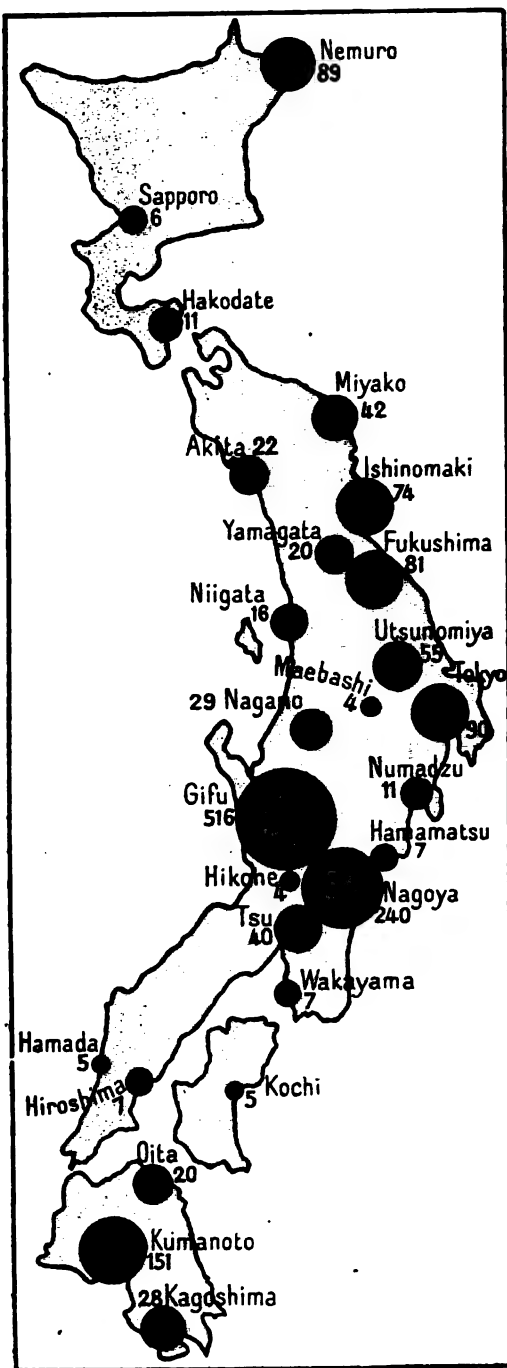 Nemuro
89
Sapporo
6
Hakodate
11
Miyako
42
Akita 22
Ishinomaki
74
Yamagata
20
Fukushima
81
Niigata
16
Utsunomiya
55
Maebashi
4
Tokyo
90
29 Nagano
Numadzu
11
Gifu
516
Hamamatsu
7
Hikone
4
Nagoya
240
Tsu
40
Wakayama
7
Hamada
5
Hiroshima
7
Kochi
5
Oita
20
Kumanoto
151
28 Kagoshima